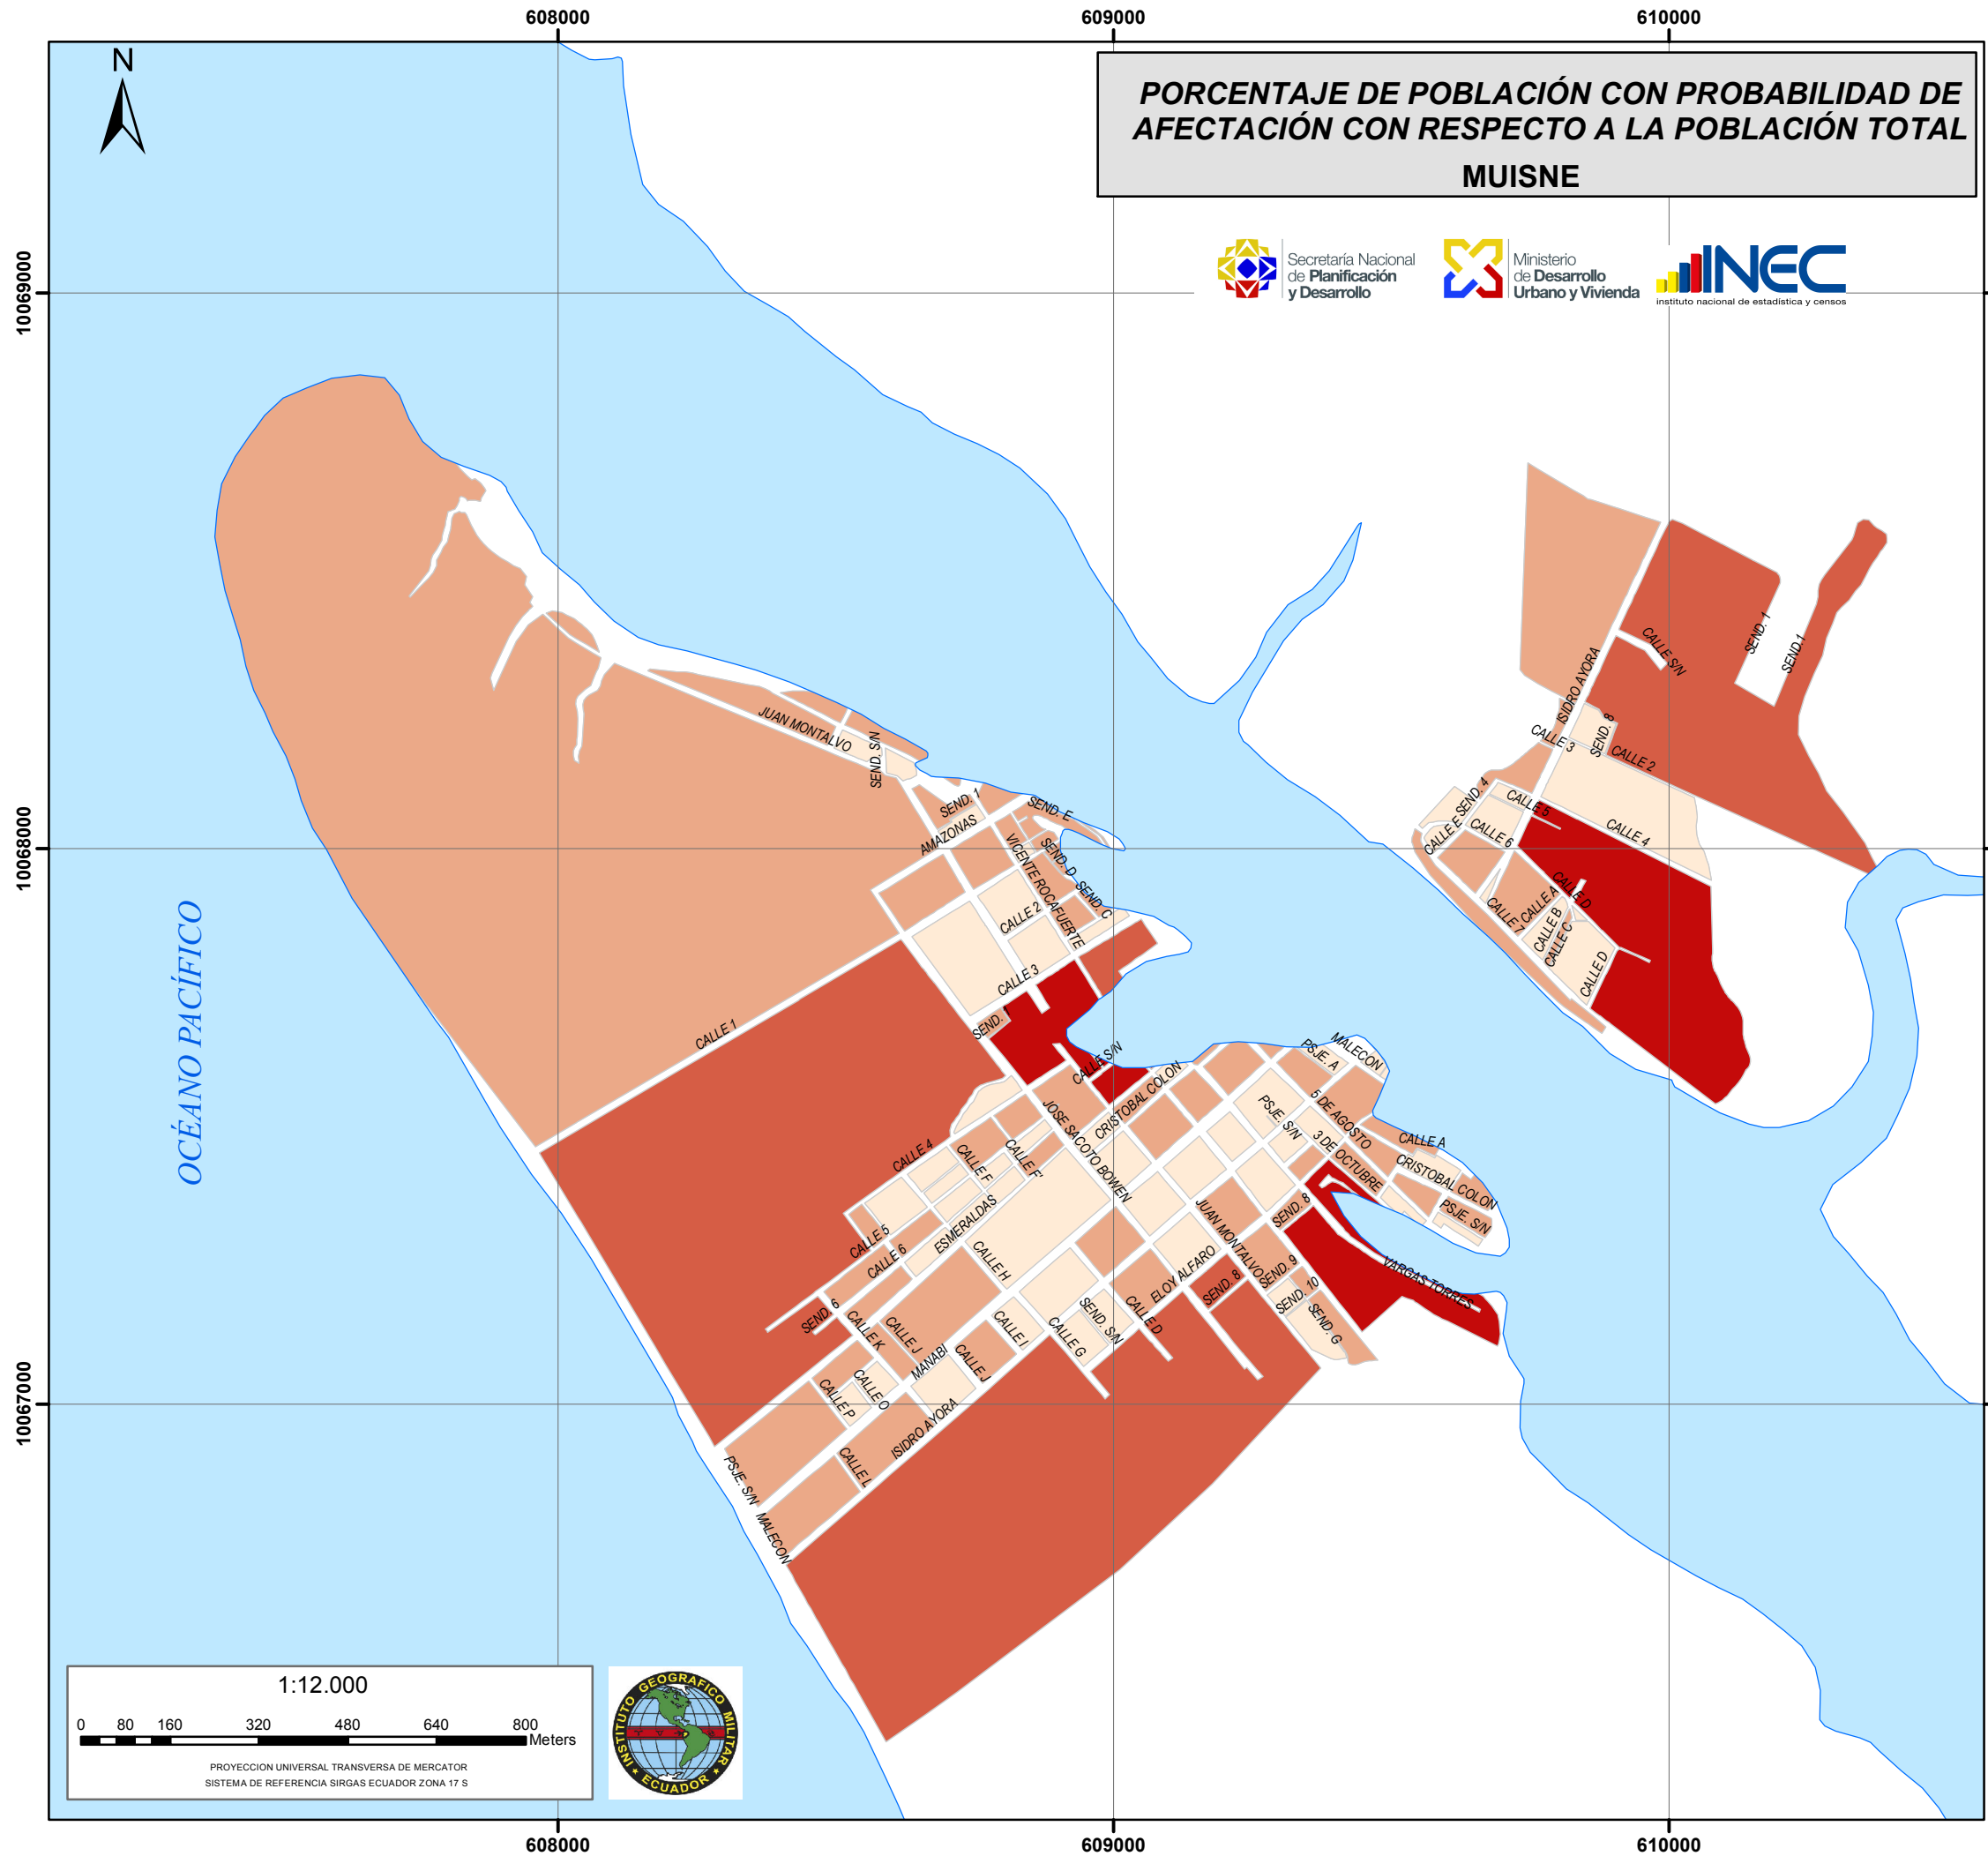 608000
609000
610000
N
PORCENTAJE DE POBLACIÓN CON PROBABILIDAD DE
AFECTACIÓN CON RESPECTO A LA POBLACIÓN TOTAL
MUISNE
Secretaría Nacional
de Planificación
y Desarrollo
Ministerio
de Desarrollo
Urbano y Vivienda
INEC
instituto nacional de estadística y censos
1069000
1068000
1067000
OCÉANO PACÍFICO
JUAN MONTALVO
SEND. S/N
SEND. 1
AMAZONAS
SEND. E
VICENTE ROCAFUERTE
SEND. D
SEND. C
CALLE 2
CALLE 3
CALLE 1
SEND.
CALLE S/N
CRISTOBAL COLON
JOSE SACOTO BOWEN
PSJE. A
MALECON
5 DE AGOSTO
PSJE. S/N
3 DE OCTUBRE
CALLE A
CRISTOBAL COLON
PSJE. S/N
CALLE 4
CALLE F
CALLE F'
CALLE 5
CALLE 6
ESMERALDAS
CALLE H
JUAN MONTALVO
SEND. 8
SEND. 9
SEND. 10
SEND. G
VARGAS TORRES
ELOY ALFARO
SEND. 8
CALLE D
SEND. S/N
CALLE G
CALLE I
SEND. 6
CALLE K
CALLE J
MANABI
CALLE J
CALLE O
CALLE P
ISIDRO AYORA
CALLE L
PSJE. S/N
MALECON
ISIDRO AYORA
CALLE S/N
SEND. 1
SEND.1
CALLE 3
SEND. 8
CALLE 2
SEND. 4
CALLE 5
CALLE E
CALLE 6
CALLE 4
CALLE D
CALLE A
CALLE 7
CALLE B
CALLE C
CALLE D
1:12.000
0 80 160 320 480 640 800
Meters
PROYECCION UNIVERSAL TRANSVERSA DE MERCATOR
SISTEMA DE REFERENCIA SIRGAS ECUADOR ZONA 17 S
INSTITUTO GEOGRAFICO MILITAR
ECUADOR
608000
609000
610000